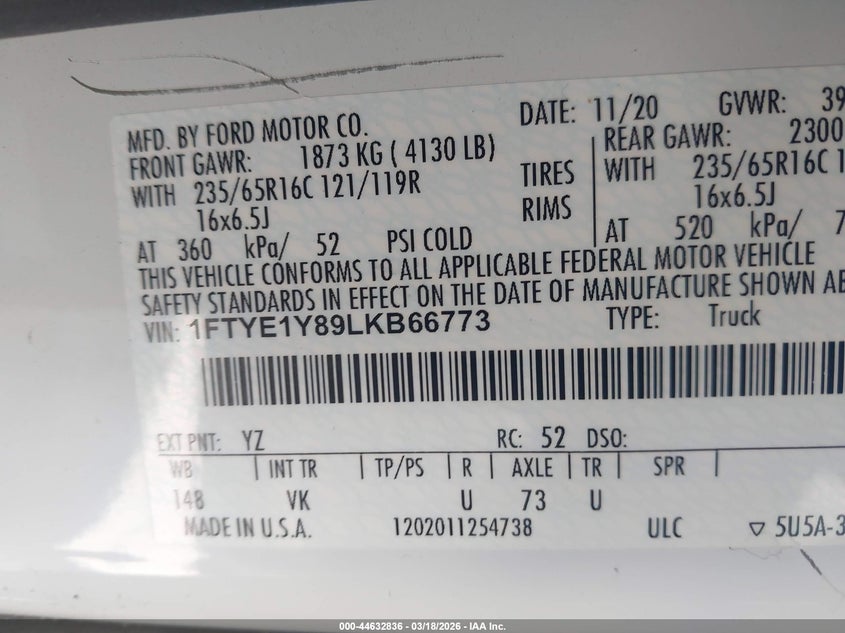 DATE: 11/20 GVWR: 39
MFD. BY FORD MOTOR CO.
FRONT GAWR: 1873 KG ( 4130 LB) REAR GAWR: 2300
WITH 235/65R16C 121/119R TIRES WITH 235/65R16C 1
16x6.5J RIMS 16x6.5J
AT 360 kPa/ 52 PSI COLD AT 520 kPa/ 7
THIS VEHICLE CONFORMS TO ALL APPLICABLE FEDERAL MOTOR VEHICLE
SAFETY STANDARDS IN EFFECT ON THE DATE OF MANUFACTURE SHOWN AB
VIN: 1FTYE1Y89LKB66773 TYPE: Truck
EXT PNT: YZ RC: 52 DSO:
WB INT TR TP/PS R AXLE TR SPR
148 VK U 73 U
MADE IN U.S.A. 1202011254738 ULC ▽ 5U5A-3
000-44632836 - 03/18/2026 - IAA Inc.